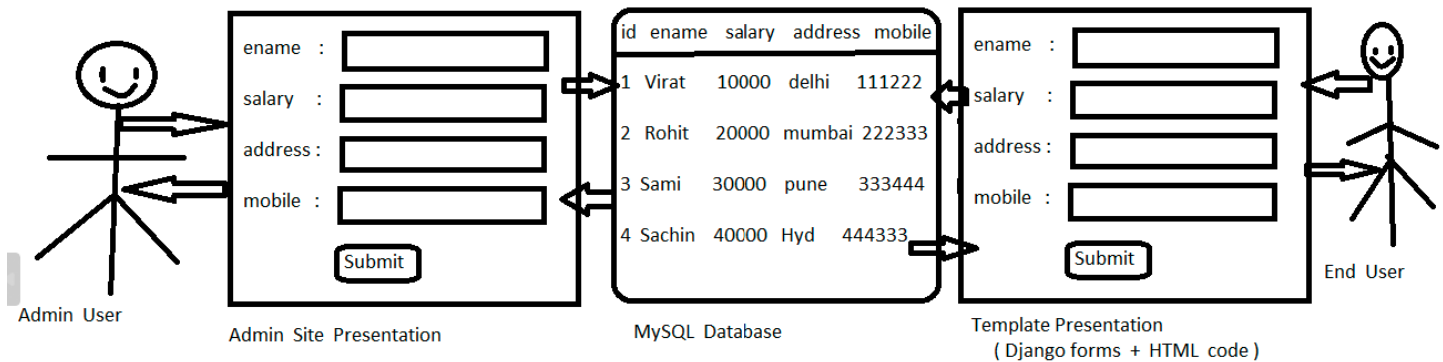 ename :
salary :
address :
mobile :
Submit
Admin User
Admin Site Presentation
id ename salary address mobile
1 Virat 10000 delhi 111222
2 Rohit 20000 mumbai 222333
3 Sami 30000 pune 333444
4 Sachin 40000 Hyd 444333
MySQL Database
ename :
salary :
address :
mobile :
Submit
Template Presentation
( Django forms + HTML code )
End User